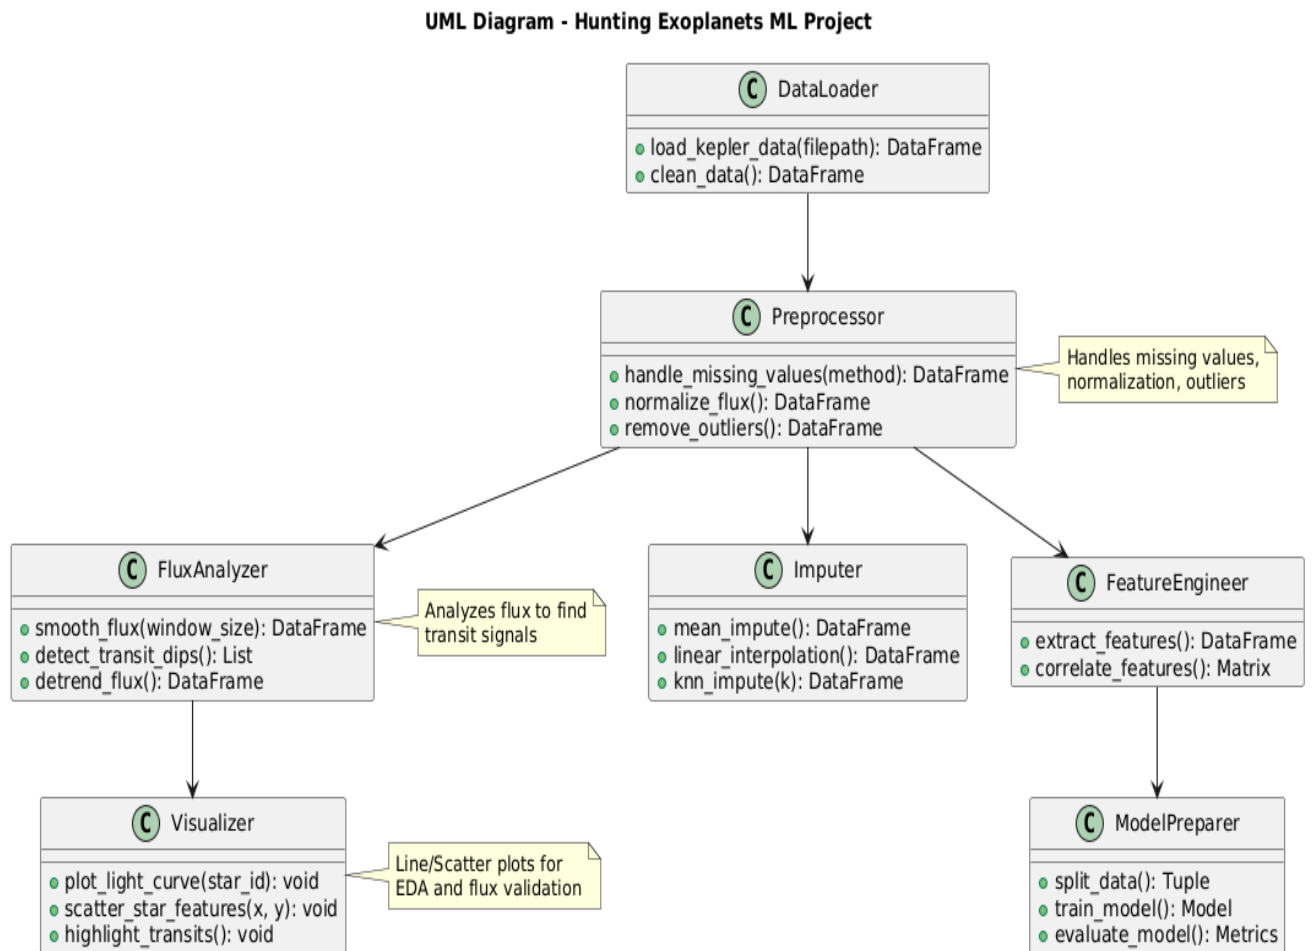 UML Diagram - Hunting Exoplanets ML Project
C DataLoader
load_kepler_data(filepath): DataFrame
clean_data(): DataFrame
C Preprocessor
handle_missing_values(method): DataFrame
normalize_flux(): DataFrame
remove_outliers(): DataFrame
Handles missing values,
normalization, outliers
C FluxAnalyzer
smooth_flux(window_size): DataFrame
detect_transit_dips(): List
detrend_flux(): DataFrame
Analyzes flux to find
transit signals
C Imputer
mean_impute(): DataFrame
linear_interpolation(): DataFrame
knn_impute(k): DataFrame
C FeatureEngineer
extract_features(): DataFrame
correlate_features(): Matrix
C Visualizer
plot_light_curve(star_id): void
scatter_star_features(x, y): void
highlight_transits(): void
Line/Scatter plots for
EDA and flux validation
C ModelPreparer
split_data(): Tuple
train_model(): Model
evaluate_model(): Metrics